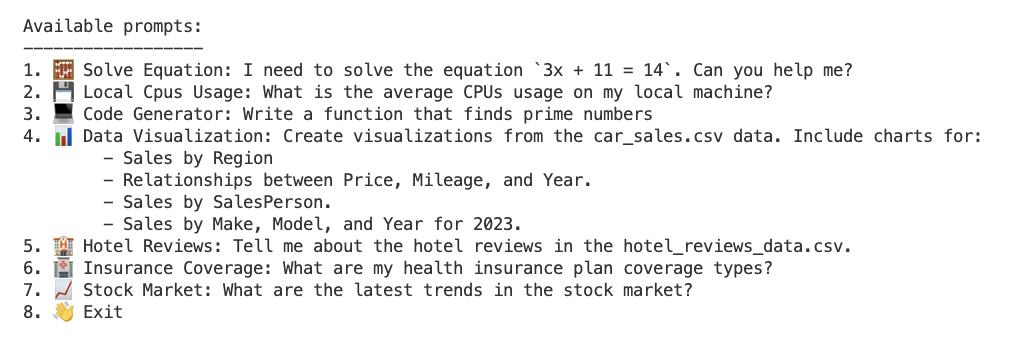 Available prompts:
------------------
1. 🧮 Solve Equation: I need to solve the equation `3x + 11 = 14`. Can you help me?
2. 💾 Local Cpus Usage: What is the average CPUs usage on my local machine?
3. 💻 Code Generator: Write a function that finds prime numbers
4. 📊 Data Visualization: Create visualizations from the car_sales.csv data. Include charts for:
- Sales by Region
- Relationships between Price, Mileage, and Year.
- Sales by SalesPerson.
- Sales by Make, Model, and Year for 2023.
5. 🏨 Hotel Reviews: Tell me about the hotel reviews in the hotel_reviews_data.csv.
6. 🏥 Insurance Coverage: What are my health insurance plan coverage types?
7. 📈 Stock Market: What are the latest trends in the stock market?
8. 👋 Exit